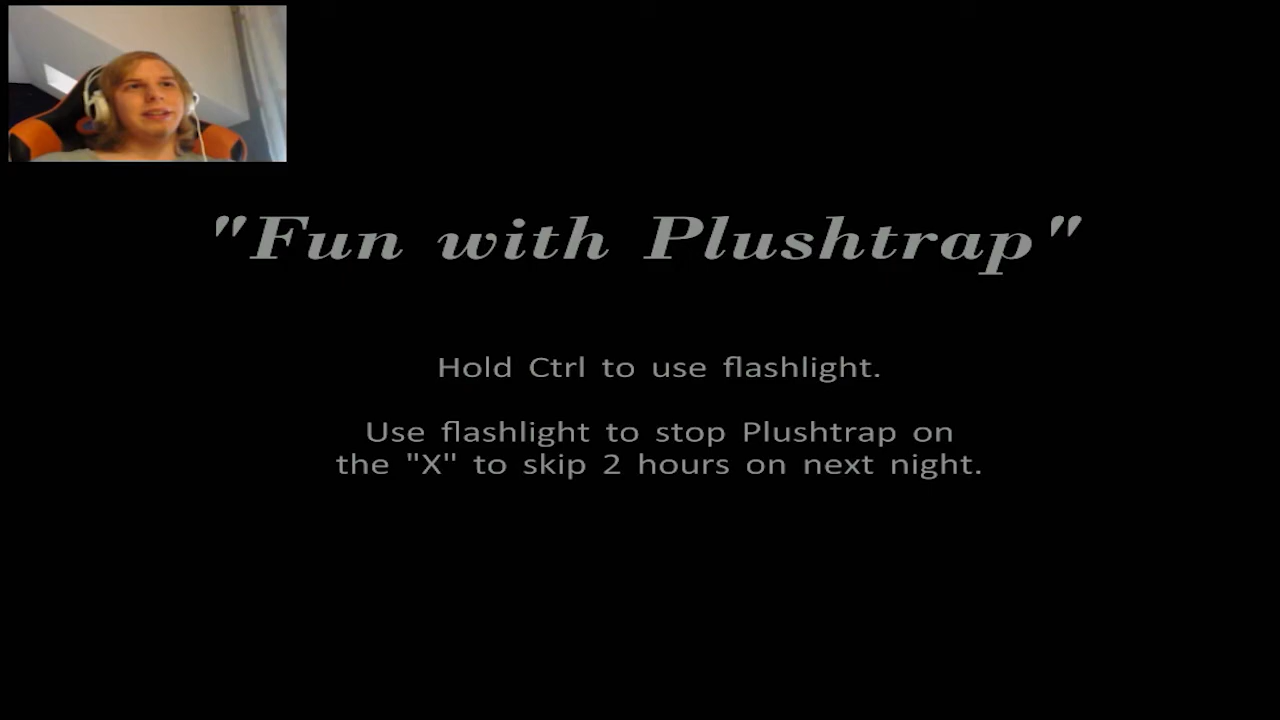 "Fun with Plushtrap"
Hold Ctrl to use flashlight.
Use flashlight to stop Plushtrap on
the "X" to skip 2 hours on next night.